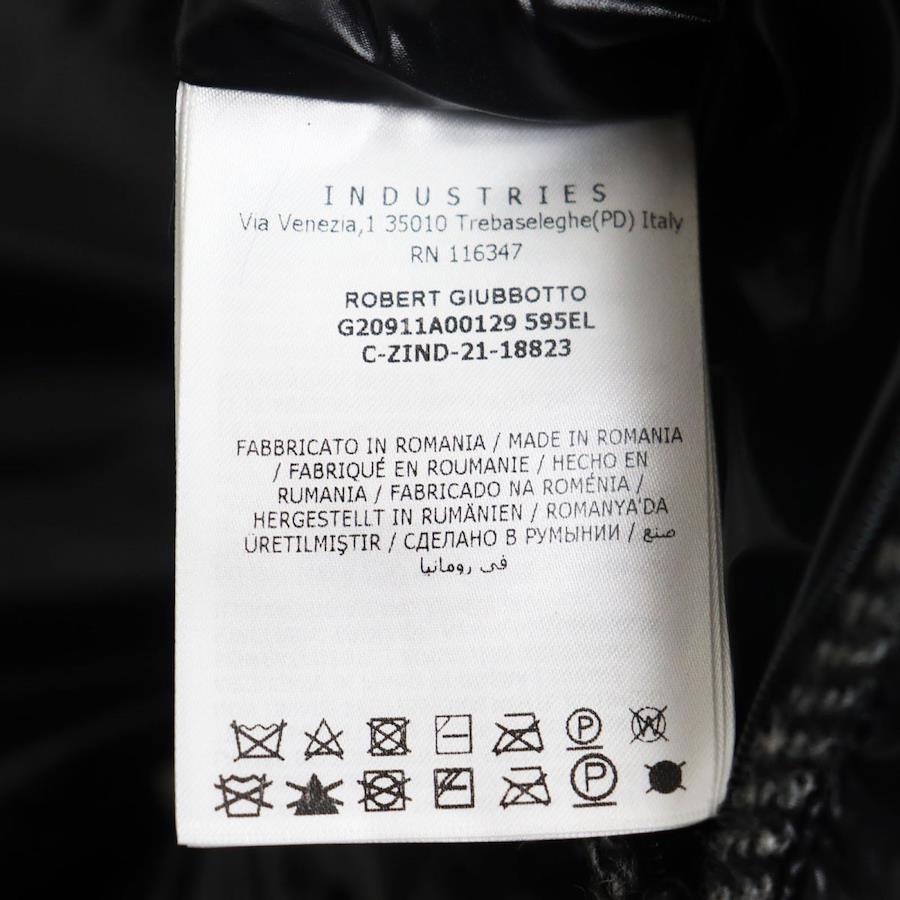 INDUSTRIES
Via Venezia,1 35010 Trebaseleghe(PD) Italy
RN 116347
ROBERT GIUBBOTTO
G20911A00129 595EL
C-ZIND-21-18823
FABBRICATO IN ROMANIA / MADE IN ROMANIA
/ FABRIQUÉ EN ROUMANIE / HECHO EN
RUMANIA / FABRICADO NA ROMÉNIA /
HERGESTELLT IN RUMÄNIEN / ROMANYA'DA
ÜRETILMIŞTIR / СДЕЛАНО В РУМЫНИИ / صنع
في رومانيا
P W
P